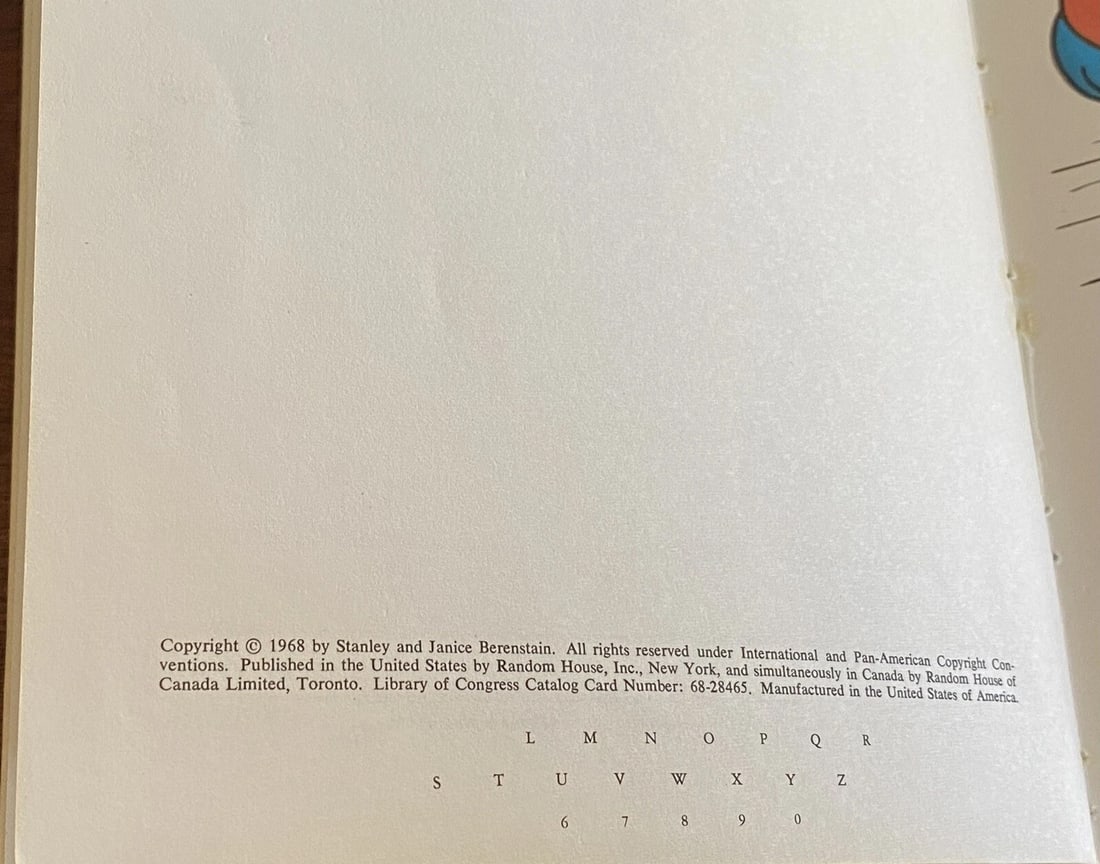 Copyright © 1968 by Stanley and Janice Berenstain. All rights reserved under International and Pan-American Copyright Con-
ventions. Published in the United States by Random House, Inc., New York, and simultaneously in Canada by Random House of
Canada Limited, Toronto. Library of Congress Catalog Card Number: 68-28465. Manufactured in the United States of America.
L M N O P Q R
S T U V W X Y Z
6 7 8 9 0